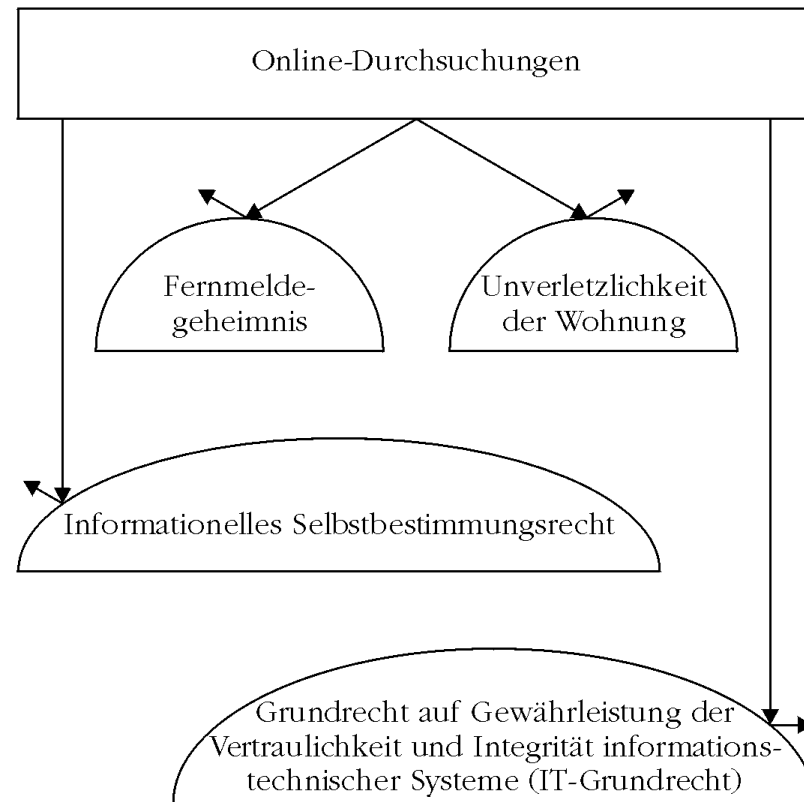 Online-Durchsuchungen
Fernmelde-
geheimnis
Unverletzlichkeit
der Wohnung
Informationelles Selbstbestimmungsrecht
Grundrecht auf Gewährleistung der
Vertraulichkeit und Integrität informations-
technischer Systeme (IT-Grundrecht)